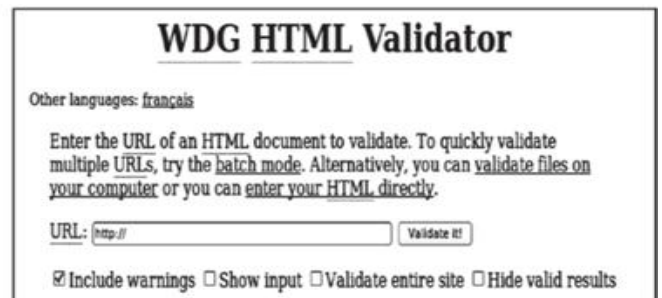 WDG HTML Validator
Other languages: français
Enter the URL of an HTML document to validate. To quickly validate
multiple URLs, try the batch mode. Alternatively, you can validate files on
your computer or you can enter your HTML directly.
URL: http:// Validate it!
Include warnings Show input Validate entire site Hide valid results